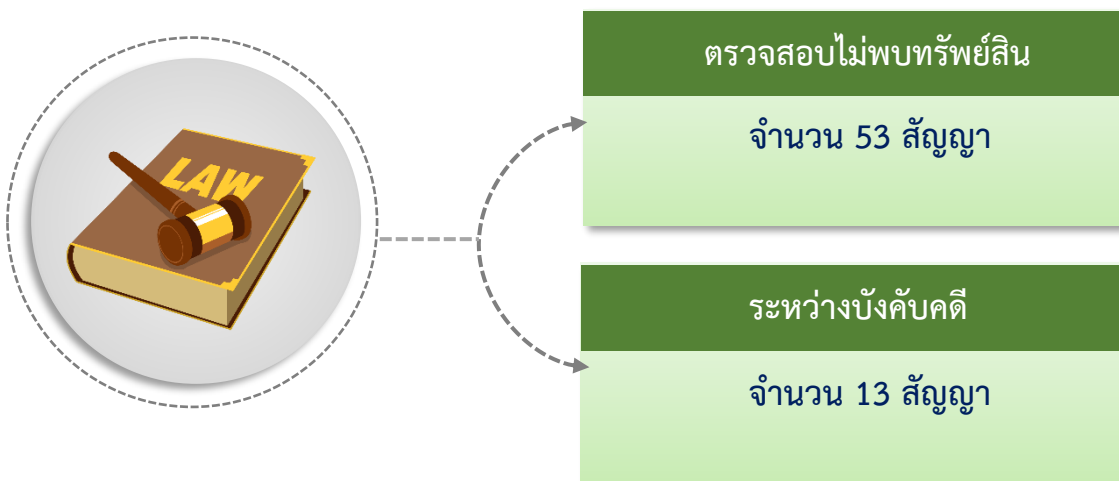 LAW
ตรวจสอบไม่พบทรัพย์สิน
จำนวน 53 สัญญา
ระหว่างบังคับคดี
จำนวน 13 สัญญา